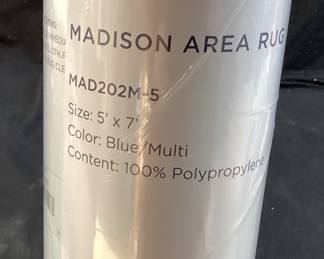 MADISON AREA RUG
MAD202M-5
Size: 5' x 7'
Color: Blue/Multi
Content: 100% Polypropylene